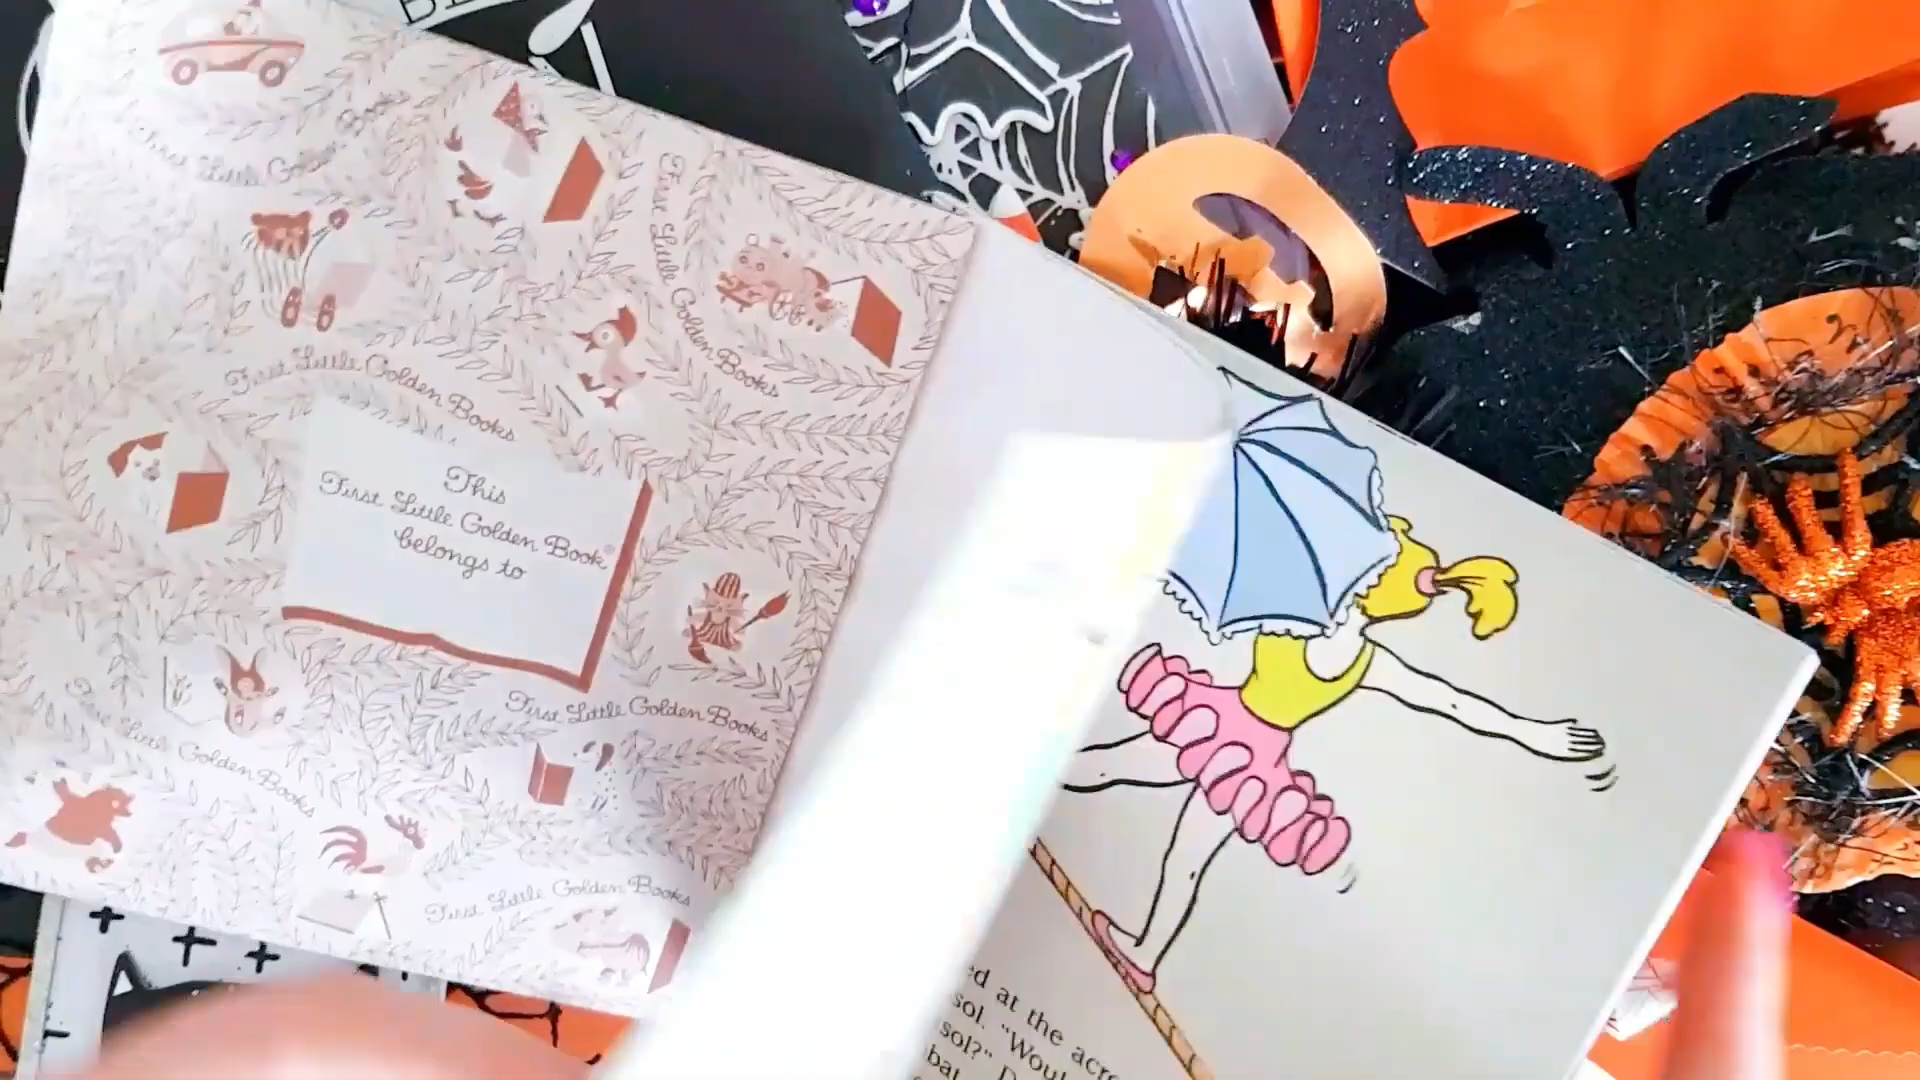 First Little Golden Books
First Little Golden Books
First Little Golden Books
This
First Little Golden Book®
belongs to
First Little Golden Books
First Little Golden Books
First Little Golden Books
ed at the acro
sol. "Woul
sol?"
bat